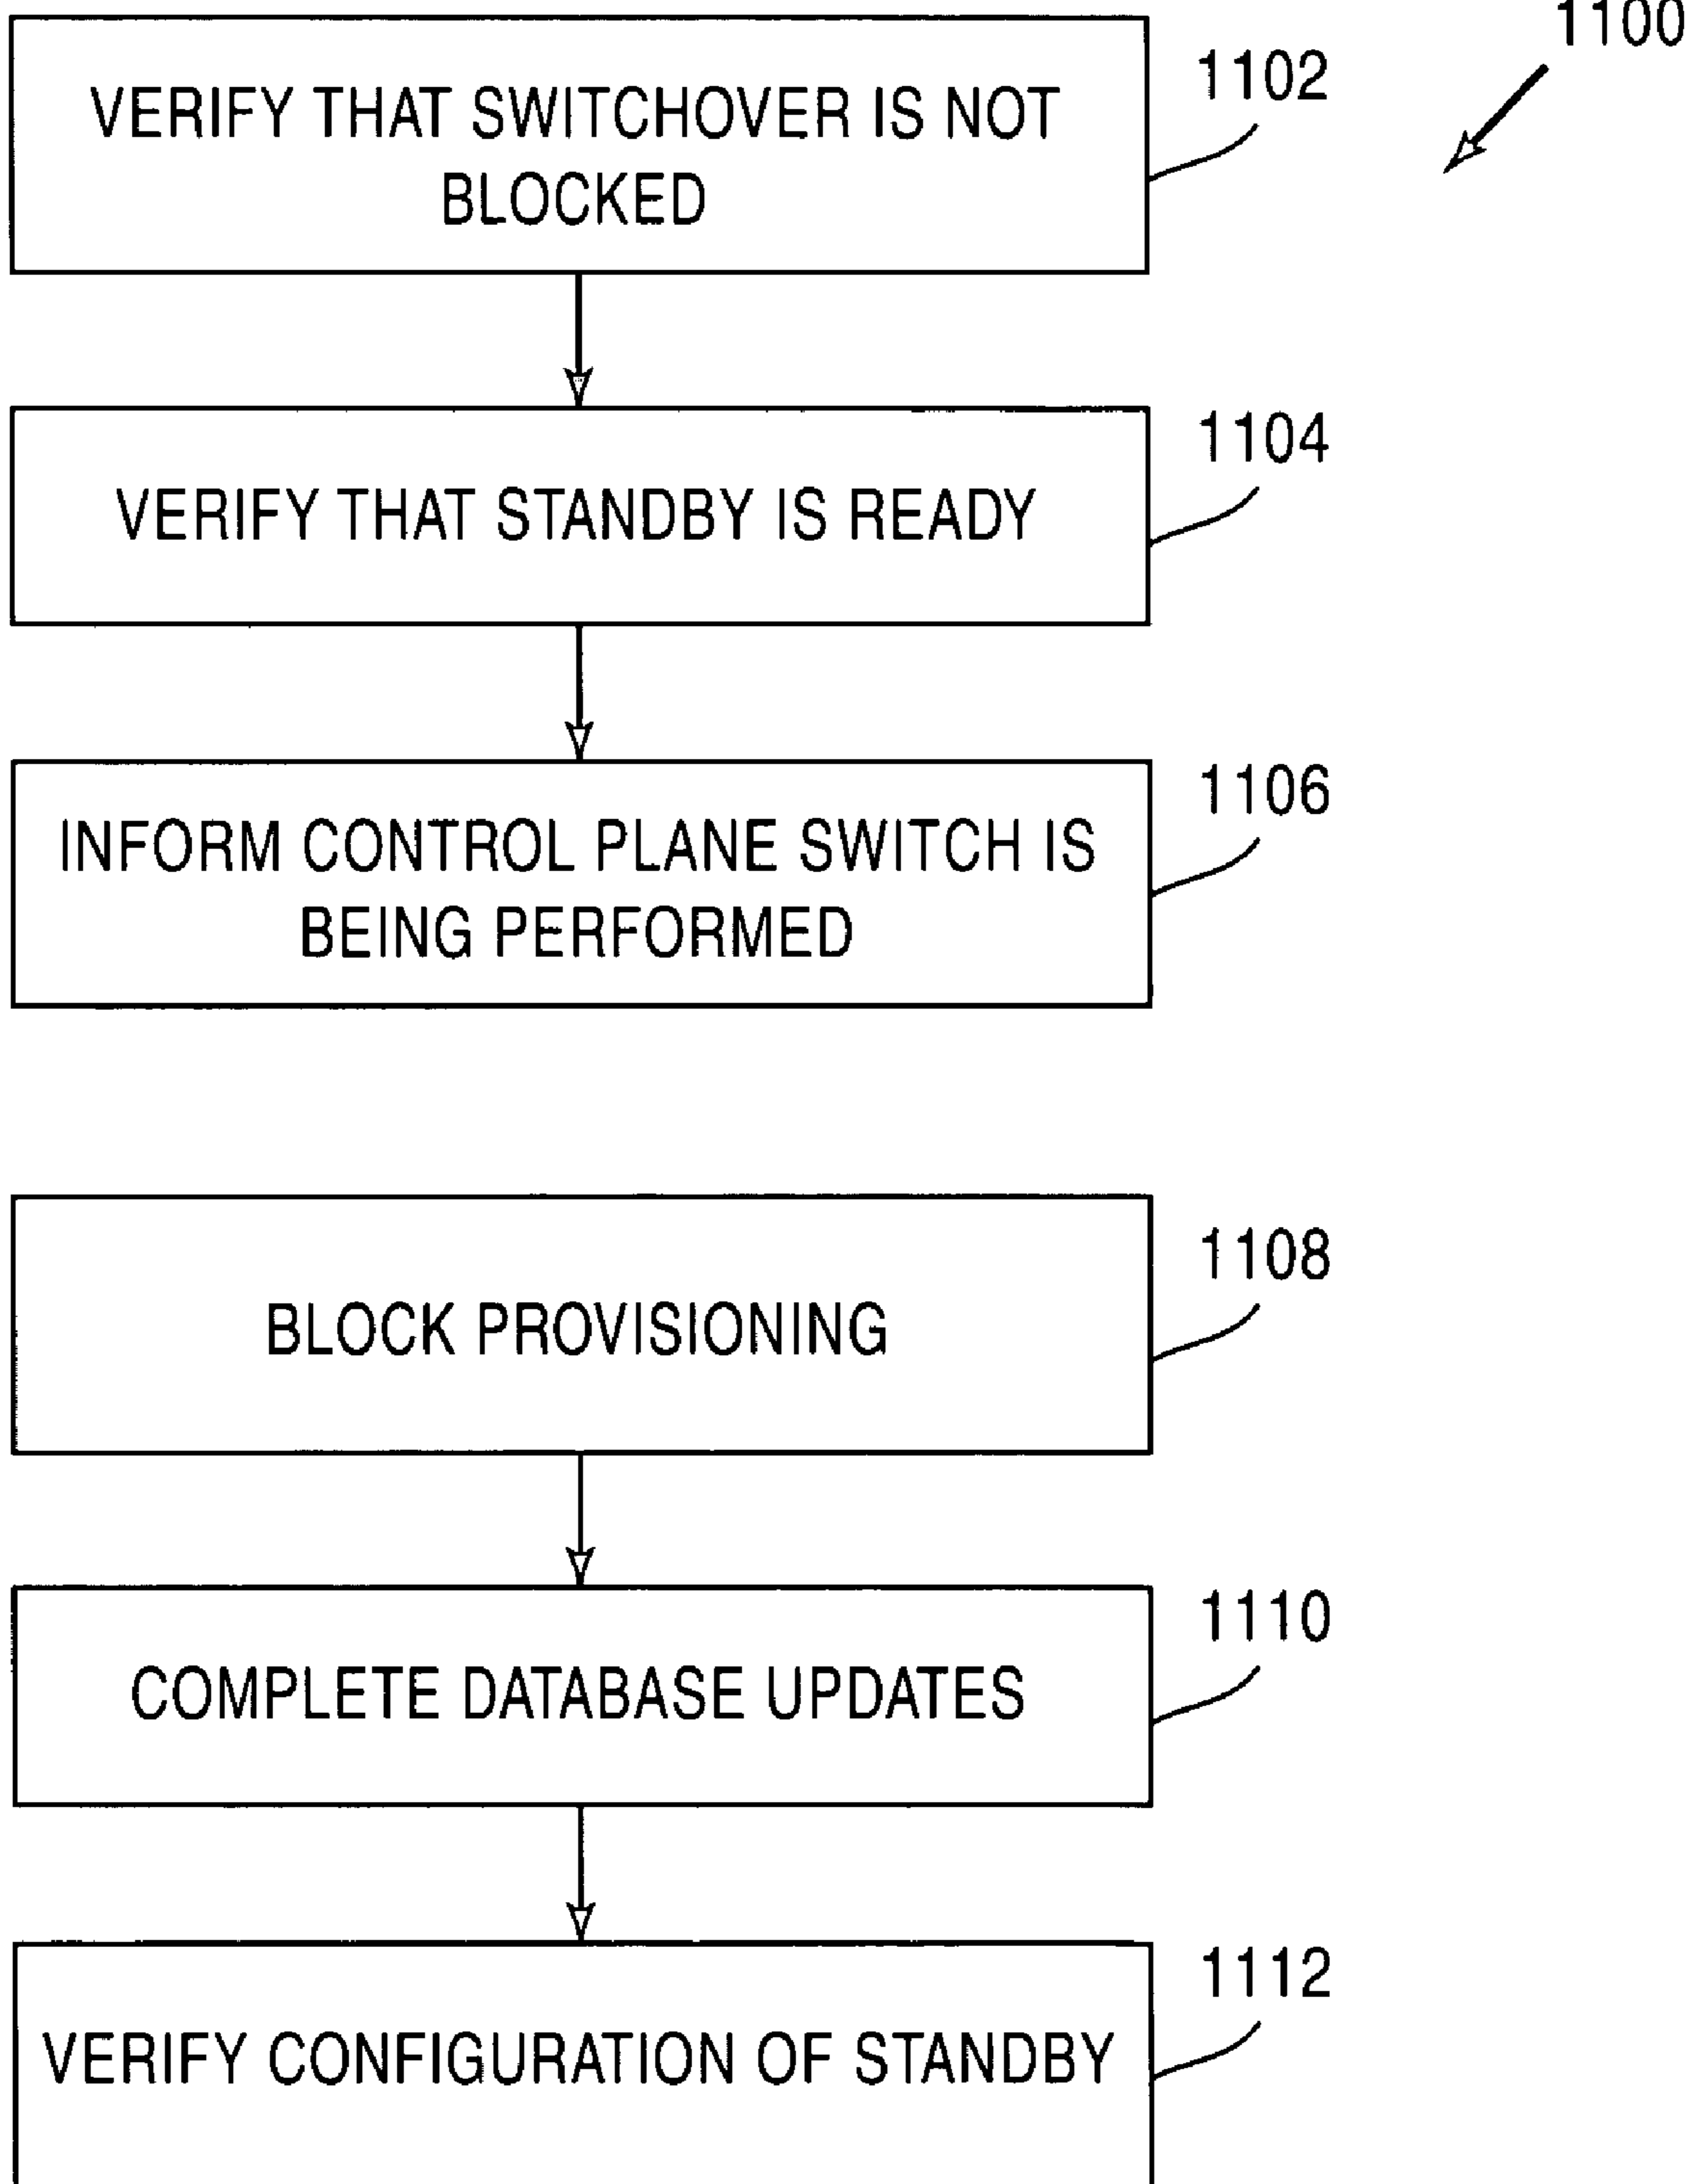 1100
VERIFY THAT SWITCHOVER IS NOT
BLOCKED
1102
VERIFY THAT STANDBY IS READY
1104
INFORM CONTROL PLANE SWITCH IS
BEING PERFORMED
1106
BLOCK PROVISIONING
1108
COMPLETE DATABASE UPDATES
1110
VERIFY CONFIGURATION OF STANDBY
1112